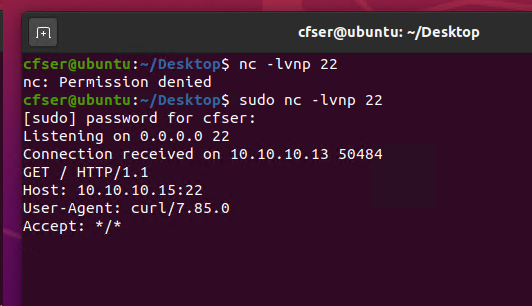 cfser@ubuntu: ~/Desktop
cfser@ubuntu:~/Desktop$ nc -lvnp 22
nc: Permission denied
cfser@ubuntu:~/Desktop$ sudo nc -lvnp 22
[sudo] password for cfser:
Listening on 0.0.0.0 22
Connection received on 10.10.10.13 50484
GET / HTTP/1.1
Host: 10.10.10.15:22
User-Agent: curl/7.85.0
Accept: */*